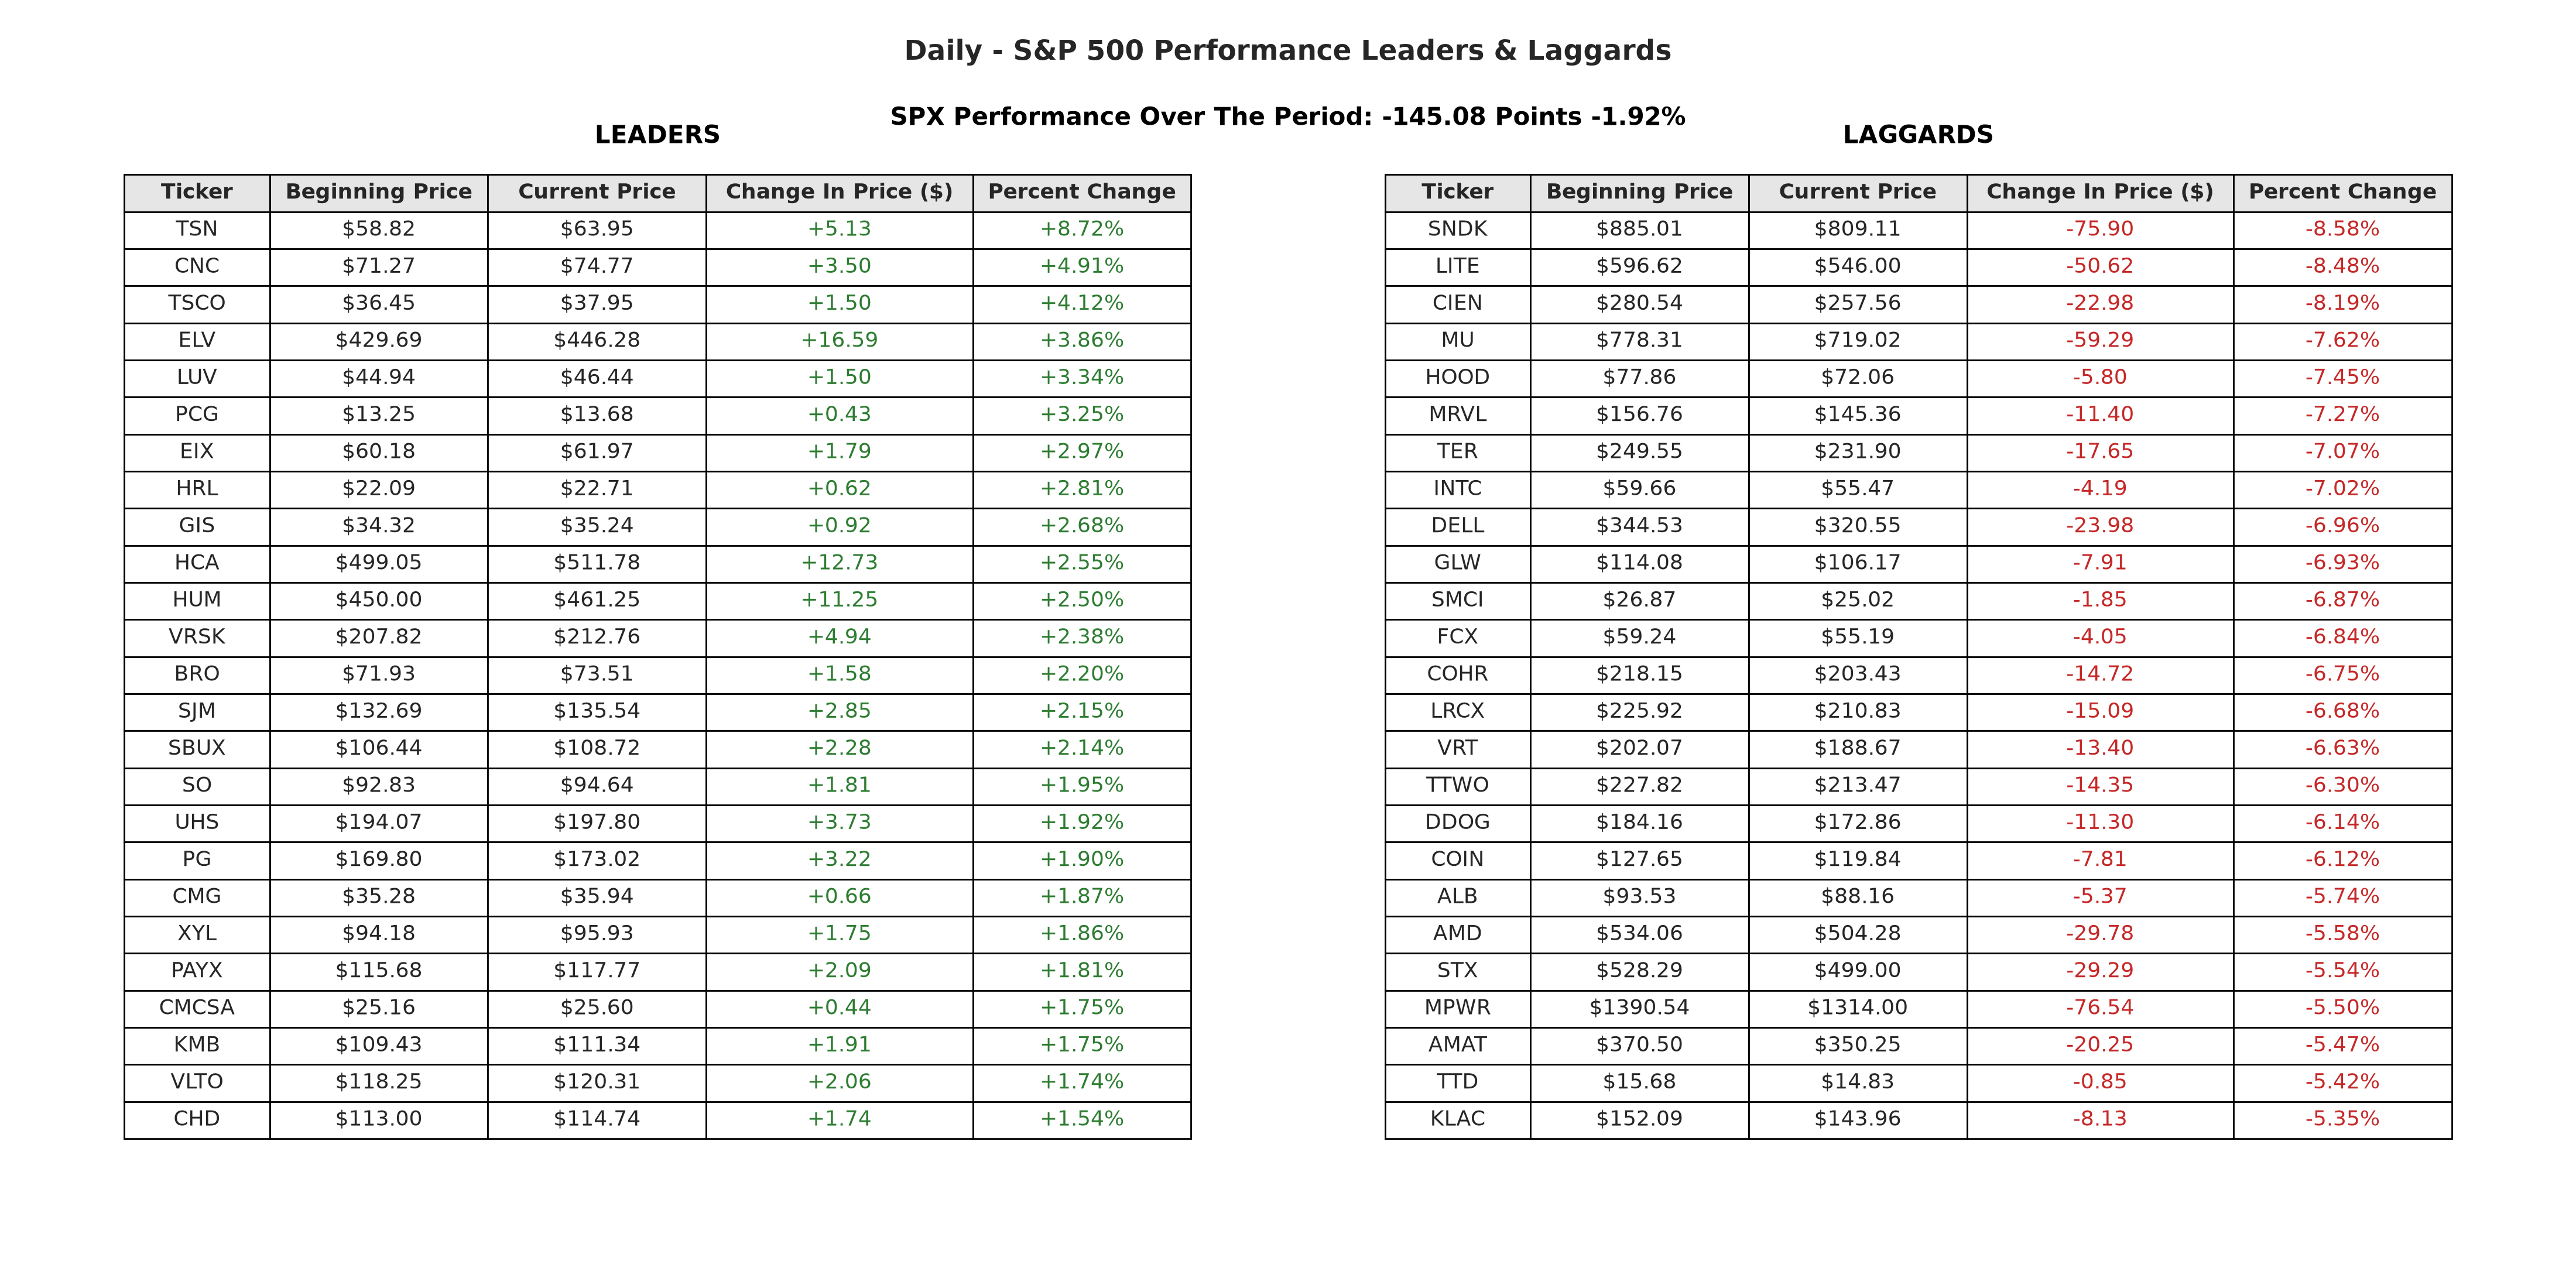 Daily - S&P 500 Performance Leaders & Laggards
SPX Performance Over The Period: -145.08 Points -1.92%
LEADERS
Ticker Beginning Price Current Price Change In Price ($) Percent Change
TSN $58.82 $63.95 +5.13 +8.72%
CNC $71.27 $74.77 +3.50 +4.91%
TSCO $36.45 $37.95 +1.50 +4.12%
ELV $429.69 $446.28 +16.59 +3.86%
LUV $44.94 $46.44 +1.50 +3.34%
PCG $13.25 $13.68 +0.43 +3.25%
EIX $60.18 $61.97 +1.79 +2.97%
HRL $22.09 $22.71 +0.62 +2.81%
GIS $34.32 $35.24 +0.92 +2.68%
HCA $499.05 $511.78 +12.73 +2.55%
HUM $450.00 $461.25 +11.25 +2.50%
VRSK $207.82 $212.76 +4.94 +2.38%
BRO $71.93 $73.51 +1.58 +2.20%
SJM $132.69 $135.54 +2.85 +2.15%
SBUX $106.44 $108.72 +2.28 +2.14%
SO $92.83 $94.64 +1.81 +1.95%
UHS $194.07 $197.80 +3.73 +1.92%
PG $169.80 $173.02 +3.22 +1.90%
CMG $35.28 $35.94 +0.66 +1.87%
XYL $94.18 $95.93 +1.75 +1.86%
PAYX $115.68 $117.77 +2.09 +1.81%
CMCSA $25.16 $25.60 +0.44 +1.75%
KMB $109.43 $111.34 +1.91 +1.75%
VLTO $118.25 $120.31 +2.06 +1.74%
CHD $113.00 $114.74 +1.74 +1.54%
LAGGARDS
Ticker Beginning Price Current Price Change In Price ($) Percent Change
SNDK $885.01 $809.11 -75.90 -8.58%
LITE $596.62 $546.00 -50.62 -8.48%
CIEN $280.54 $257.56 -22.98 -8.19%
MU $778.31 $719.02 -59.29 -7.62%
HOOD $77.86 $72.06 -5.80 -7.45%
MRVL $156.76 $145.36 -11.40 -7.27%
TER $249.55 $231.90 -17.65 -7.07%
INTC $59.66 $55.47 -4.19 -7.02%
DELL $344.53 $320.55 -23.98 -6.96%
GLW $114.08 $106.17 -7.91 -6.93%
SMCI $26.87 $25.02 -1.85 -6.87%
FCX $59.24 $55.19 -4.05 -6.84%
COHR $218.15 $203.43 -14.72 -6.75%
LRCX $225.92 $210.83 -15.09 -6.68%
VRT $202.07 $188.67 -13.40 -6.63%
TTWO $227.82 $213.47 -14.35 -6.30%
DDOG $184.16 $172.86 -11.30 -6.14%
COIN $127.65 $119.84 -7.81 -6.12%
ALB $93.53 $88.16 -5.37 -5.74%
AMD $534.06 $504.28 -29.78 -5.58%
STX $528.29 $499.00 -29.29 -5.54%
MPWR $1390.54 $1314.00 -76.54 -5.50%
AMAT $370.50 $350.25 -20.25 -5.47%
TTD $15.68 $14.83 -0.85 -5.42%
KLAC $152.09 $143.96 -8.13 -5.35%